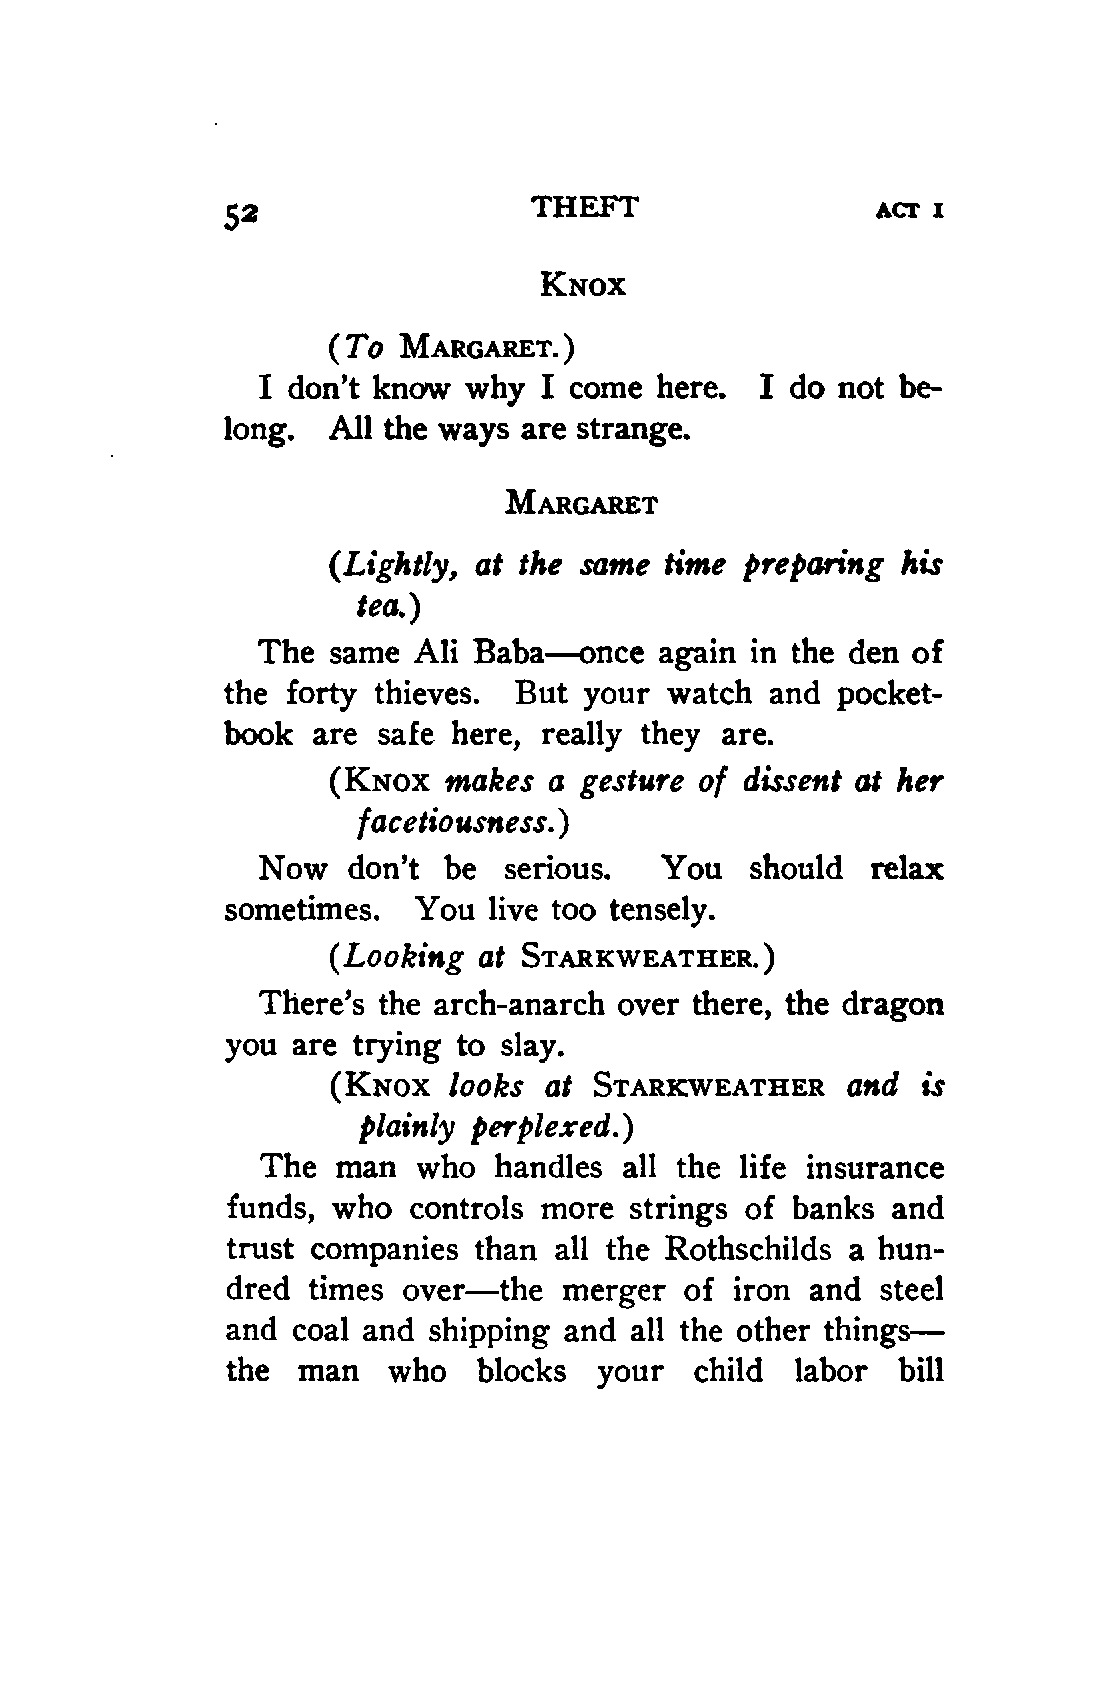 52 THEFT ACT I
KNOX
(To MARGARET.)
I don't know why I come here. I do not be-
long. All the ways are strange.
MARGARET
(Lightly, at the same time preparing his
tea.)
The same Ali Baba—once again in the den of
the forty thieves. But your watch and pocket-
book are safe here, really they are.
(KNOX makes a gesture of dissent at her
facetiousness.)
Now don't be serious. You should relax
sometimes. You live too tensely.
(Looking at STARKWEATHER.)
There's the arch-anarch over there, the dragon
you are trying to slay.
(KNOX looks at STARKWEATHER and is
plainly perplexed.)
The man who handles all the life insurance
funds, who controls more strings of banks and
trust companies than all the Rothschilds a hun-
dred times over—the merger of iron and steel
and coal and shipping and all the other things—
the man who blocks your child labor bill